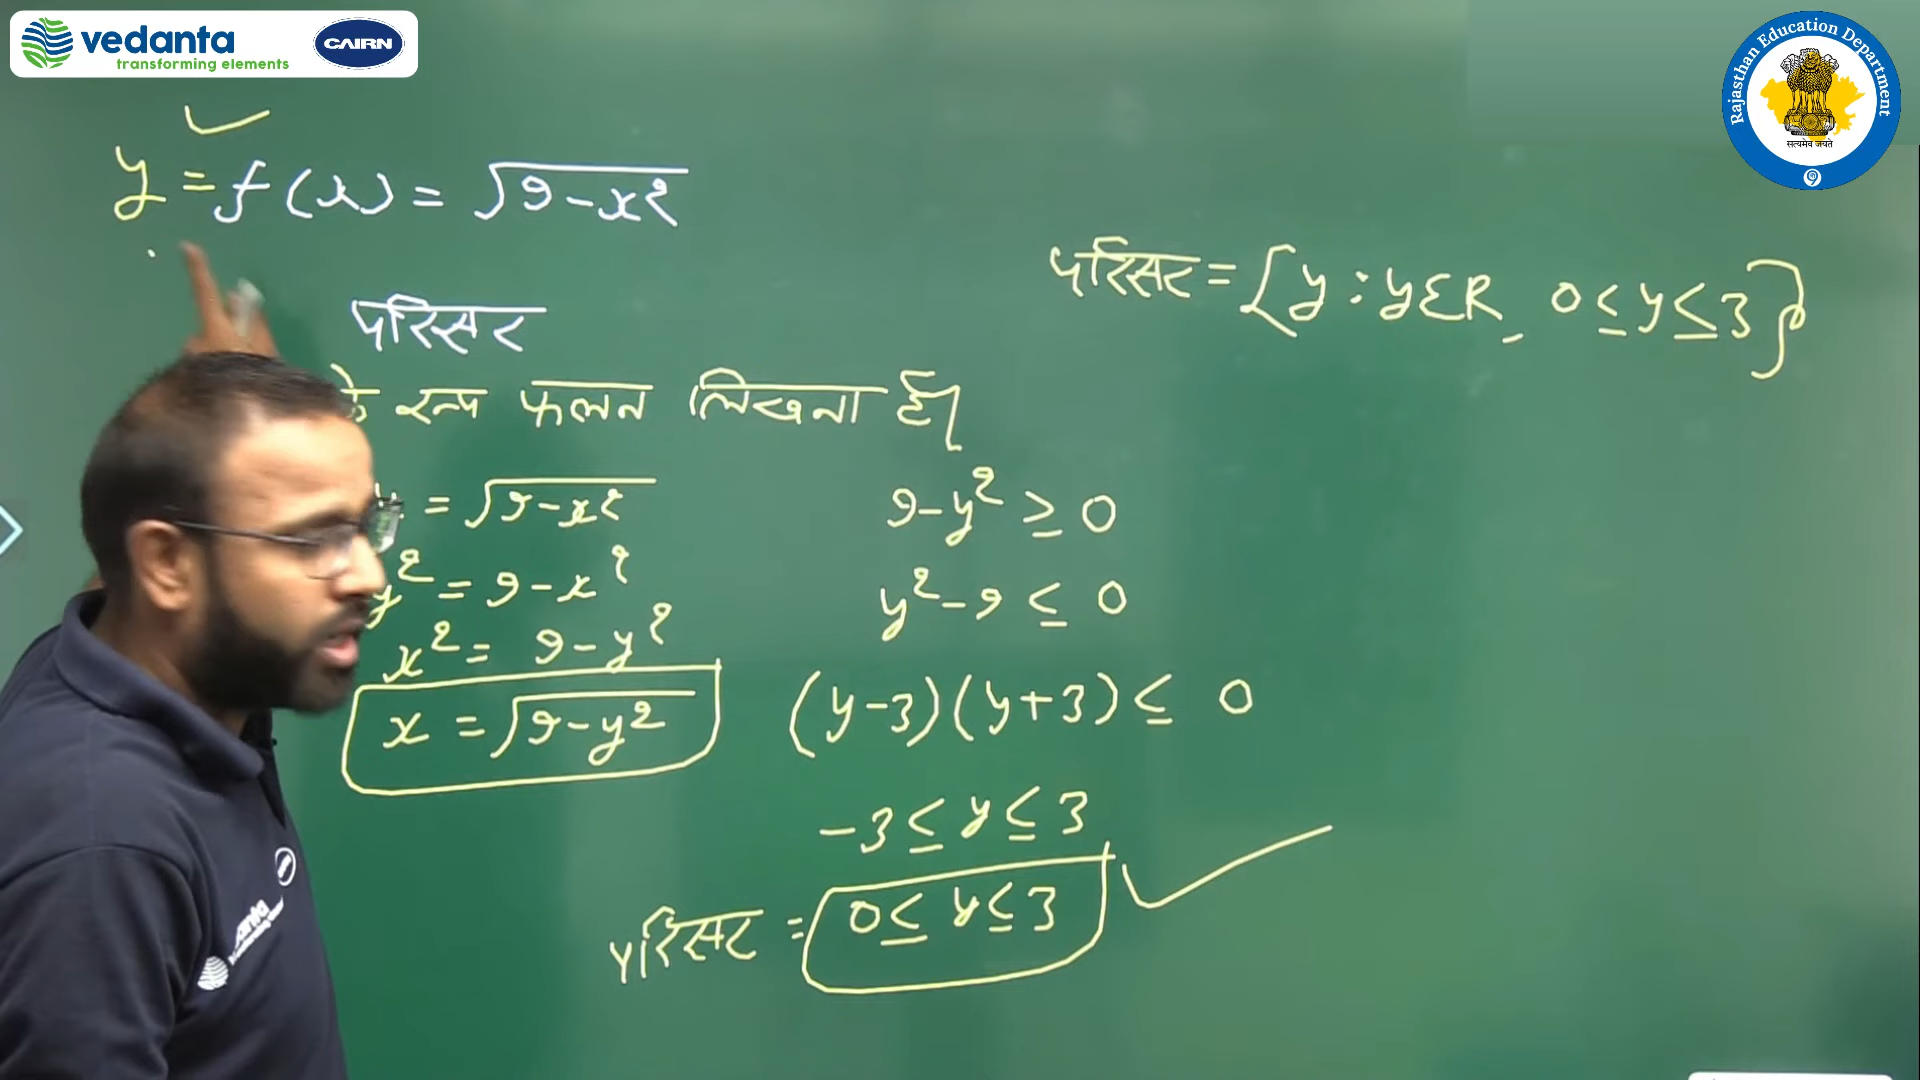 vedanta
transforming elements
CAIRN
Rajasthan Education Department
सत्यमेव जयते
y = f(x) = √9-x²
परिसर
के रूप फलन लिखना है।
y = √9-x²
y² = 9-x²
x² = 9-y²
x = √9-y²
परिसर = {y : y∈R, 0≤y≤3}
9-y² ≥ 0
y²-9 ≤ 0
(y-3)(y+3) ≤ 0
-3 ≤ y ≤ 3
परिसर = 0 ≤ y ≤ 3